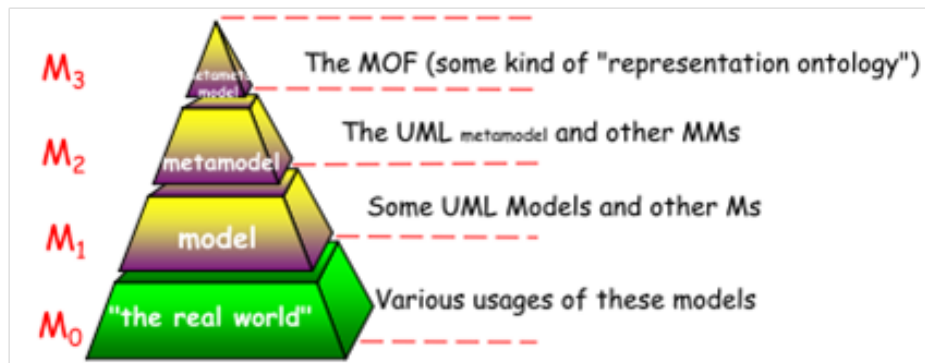 M3
metameta
model
The MOF (some kind of "representation ontology")
M2
metamodel
The UML metamodel and other MMs
M1
model
Some UML Models and other Ms
M0
"the real world"
Various usages of these models